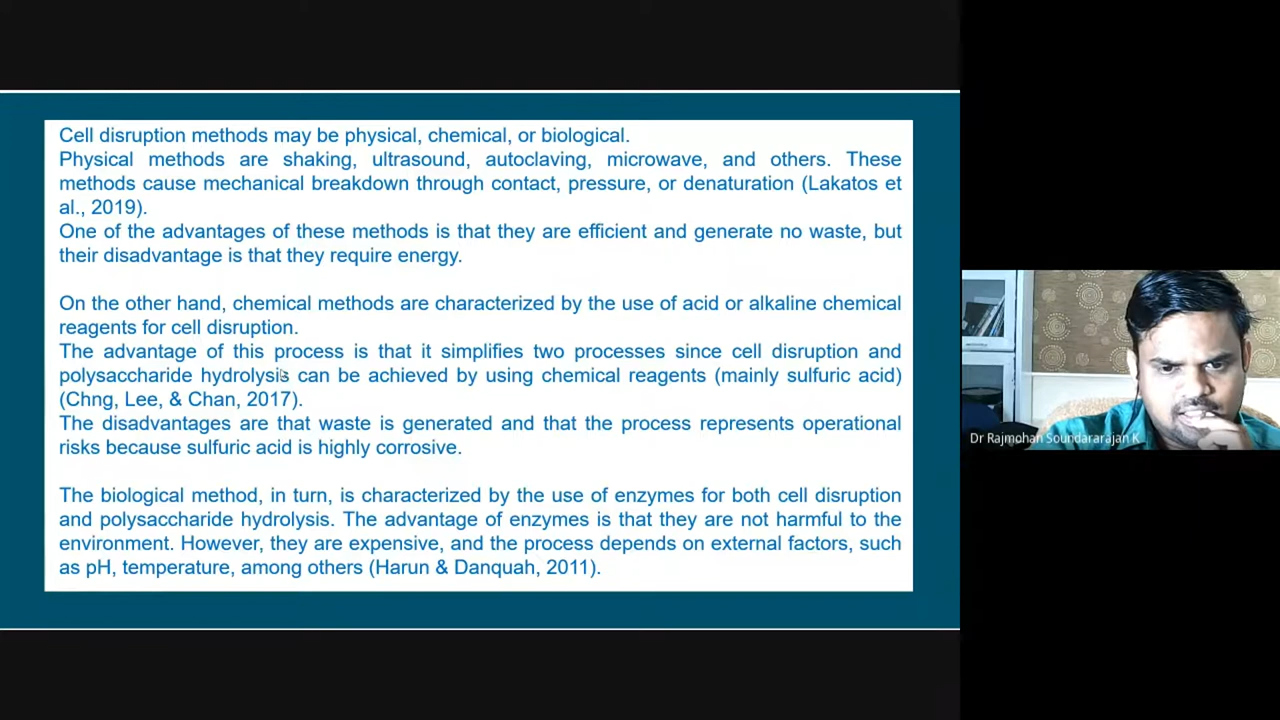 Cell disruption methods may be physical, chemical, or biological.
Physical methods are shaking, ultrasound, autoclaving, microwave, and others. These
methods cause mechanical breakdown through contact, pressure, or denaturation (Lakatos et
al., 2019).
One of the advantages of these methods is that they are efficient and generate no waste, but
their disadvantage is that they require energy.
On the other hand, chemical methods are characterized by the use of acid or alkaline chemical
reagents for cell disruption.
The advantage of this process is that it simplifies two processes since cell disruption and
polysaccharide hydrolysis can be achieved by using chemical reagents (mainly sulfuric acid)
(Chng, Lee, & Chan, 2017).
The disadvantages are that waste is generated and that the process represents operational
risks because sulfuric acid is highly corrosive.
The biological method, in turn, is characterized by the use of enzymes for both cell disruption
and polysaccharide hydrolysis. The advantage of enzymes is that they are not harmful to the
environment. However, they are expensive, and the process depends on external factors, such
as pH, temperature, among others (Harun & Danquah, 2011).
Dr Rajmohan Soundararajan K